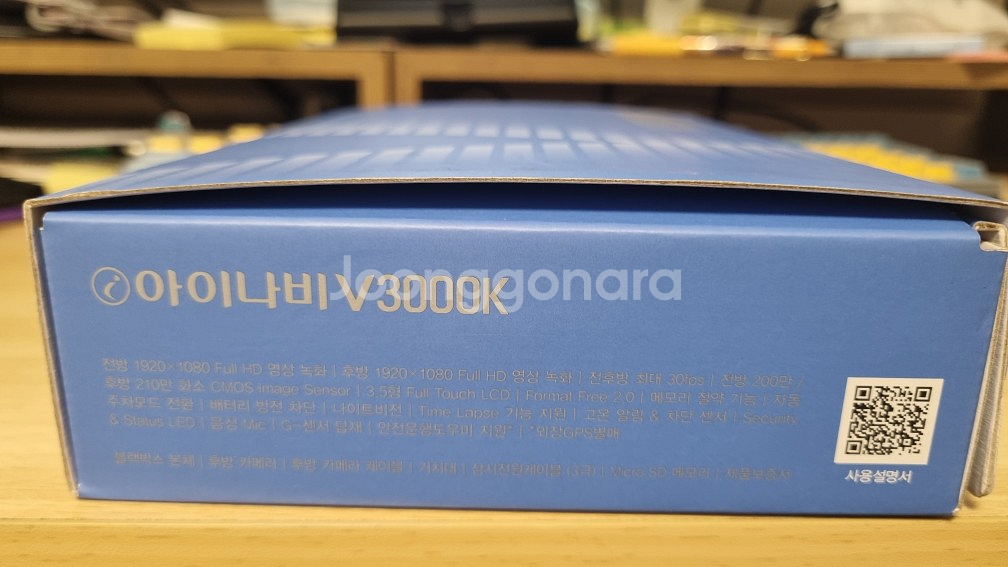 아이나비 V3000K
Joonggonara
전방 1920×1080 Full HD 영상 녹화 | 후방 1920×1080 Full HD 영상 녹화 | 전후방 최대 30fps | 전방 200만 /
후방 210만 화소 CMOS Image Sensor | 3.5형 Full Touch LCD | Format Free 2.0 | 메모리 절약 기능 | 자동
주차모드 전환 | 배터리 방전 차단 | 나이트비전 | Time Lapse 기능 지원 | 고온 알람 & 차단 센서 | Security
& Status LED | 음성 Mic | G-센서 탑재 | 안전운행도우미 지원* | *외장GPS별매
블랙박스 본체 | 후방 카메라 | 후방 카메라 케이블 | 거치대 | 상시전원케이블 (3극) | Micro SD 메모리 | 제품보증서
사용설명서